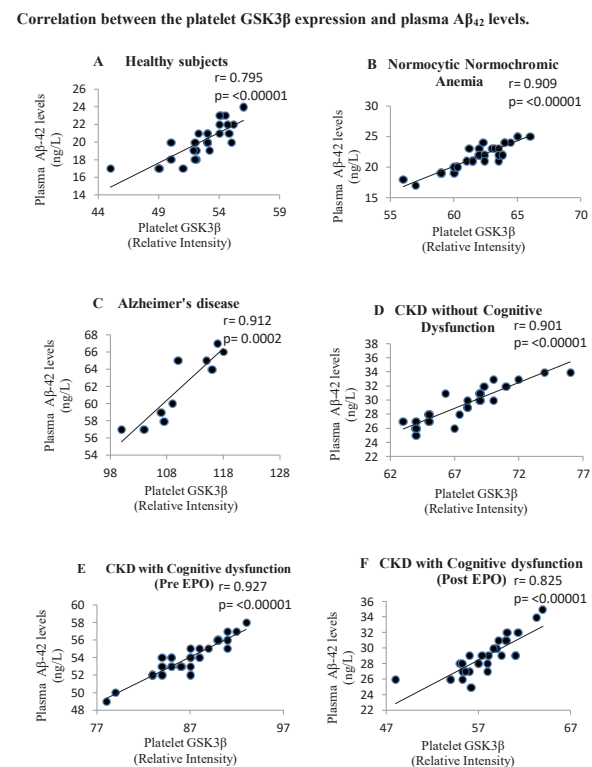 Correlation between the platelet GSK3β expression and plasma Aβ42 levels.
A Healthy subjects
r= 0.795
p= <0.00001
Plasma Aβ-42 levels
(ng/L)
26
24
22
20
18
16
14
44 49 54 59
Platelet GSK3β
(Relative Intensity)
B Normocytic Normochromic
Anemia r= 0.909
p= <0.00001
Plasma Aβ-42 levels
(ng/L)
30
25
20
15
55 60 65 70
Platelet GSK3β
(Relative Intensity)
C Alzheimer's disease
r= 0.912
p= 0.0002
Plasma Aβ-42 levels
(ng/L)
68
66
64
62
60
58
56
54
98 108 118 128
Platelet GSK3β
(Relative Intensity)
D CKD without Cognitive
Dysfunction r= 0.901
p= <0.00001
Plasma Aβ-42 levels
(ng/L)
38
36
34
32
30
28
26
24
22
62 67 72 77
Platelet GSK3β
(Relative Intensity)
E CKD with Cognitive dysfunction
(Pre EPO) r= 0.927
p= <0.00001
Plasma Aβ-42 levels
(ng/L)
60
58
56
54
52
50
48
77 87 97
Platelet GSK3β
(Relative Intensity)
F CKD with Cognitive dysfunction
(Post EPO) r= 0.825
p= <0.00001
Plasma Aβ-42 levels
(ng/L)
36
34
32
30
28
26
24
22
47 57 67
Platelet GSK3β
(Relative Intensity)